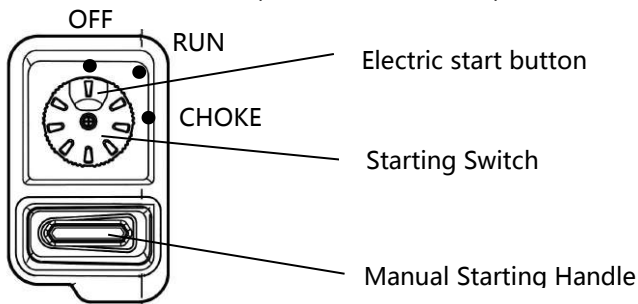 OFF
RUN
Electric start button
CHOKE
Starting Switch
Manual Starting Handle